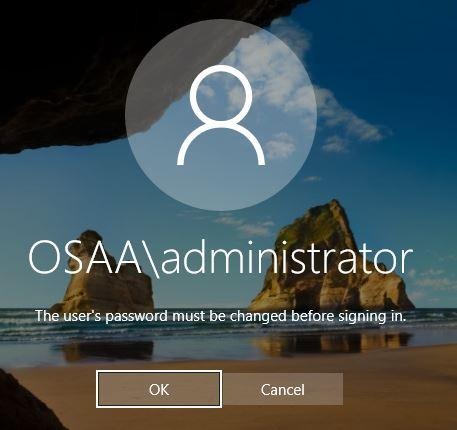 OSAA\administrator
The user's password must be changed before signing in.
OK
Cancel